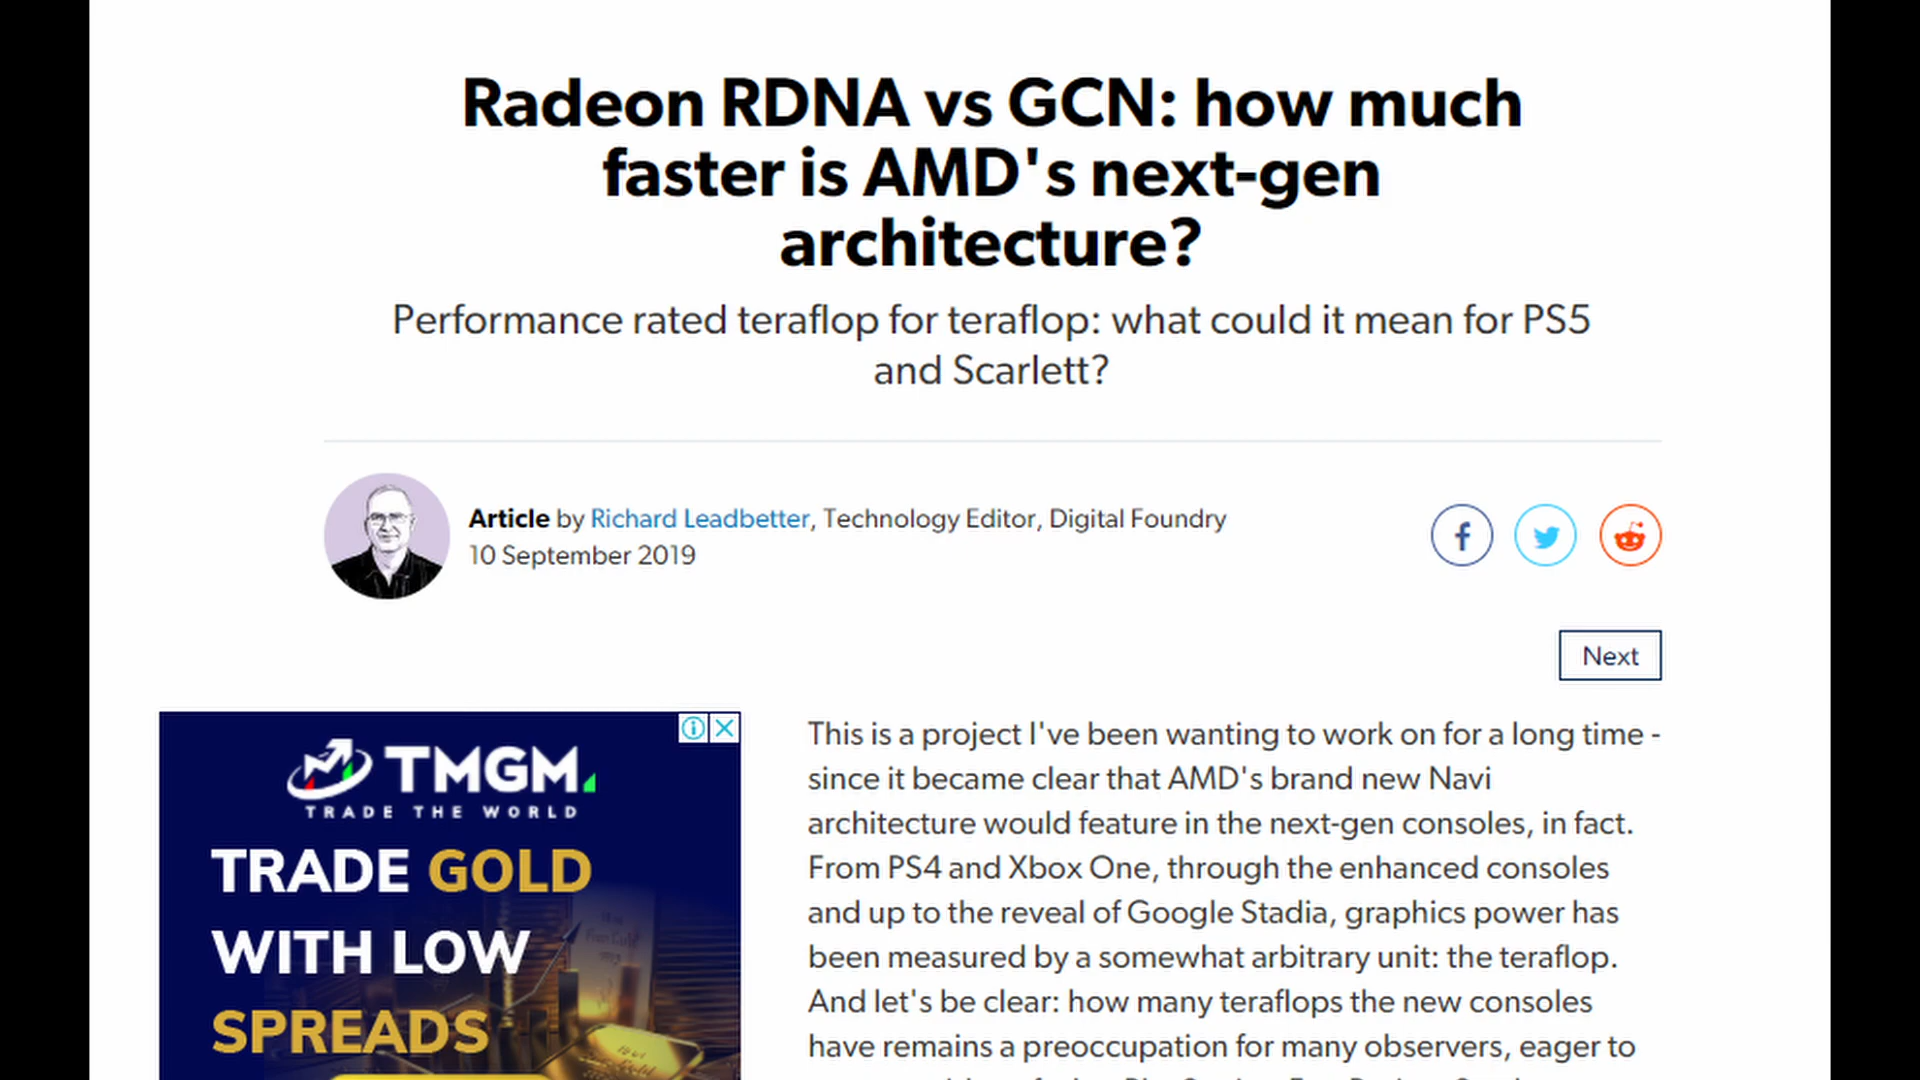 Radeon RDNA vs GCN: how much
faster is AMD's next-gen
architecture?
Performance rated teraflop for teraflop: what could it mean for PS5
and Scarlett?
Article by Richard Leadbetter, Technology Editor, Digital Foundry
10 September 2019
Next
TMGM
TRADE THE WORLD
TRADE GOLD
WITH LOW
SPREADS
This is a project I've been wanting to work on for a long time -
since it became clear that AMD's brand new Navi
architecture would feature in the next-gen consoles, in fact.
From PS4 and Xbox One, through the enhanced consoles
and up to the reveal of Google Stadia, graphics power has
been measured by a somewhat arbitrary unit: the teraflop.
And let's be clear: how many teraflops the new consoles
have remains a preoccupation for many observers, eager to